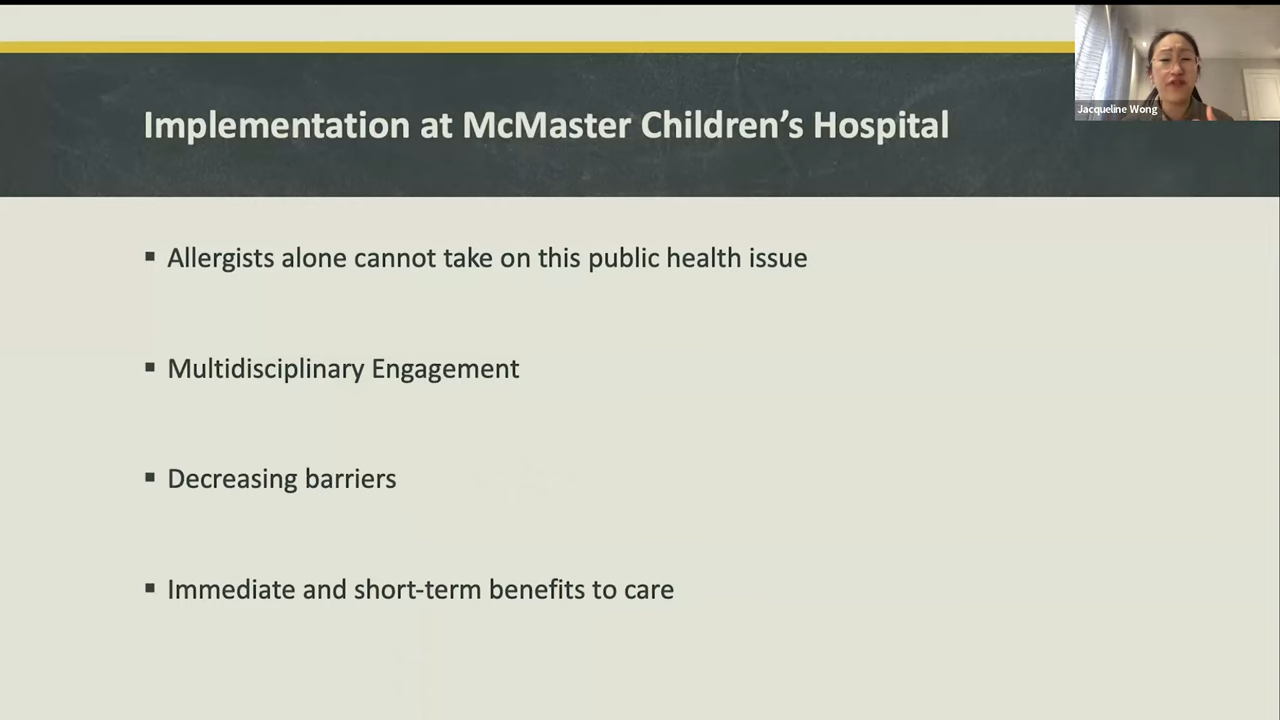 Jacqueline Wong
Implementation at McMaster Children’s Hospital
▪ Allergists alone cannot take on this public health issue
▪ Multidisciplinary Engagement
▪ Decreasing barriers
▪ Immediate and short-term benefits to care